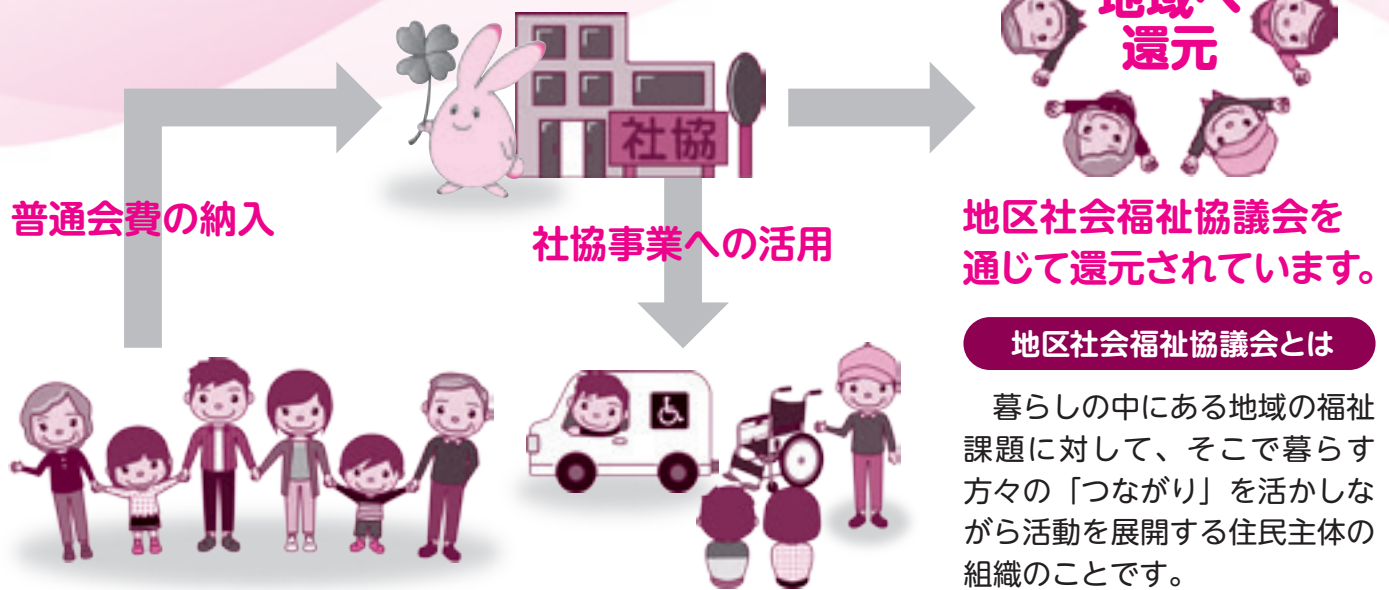 地域へ
還元
社協
普通会費の納入
社協事業への活用
地区社会福祉協議会を
通じて還元されています。
地区社会福祉協議会とは
暮らしの中にある地域の福祉
課題に対して、そこで暮らす
方々の「つながり」を活かしな
がら活動を展開する住民主体の
組織のことです。